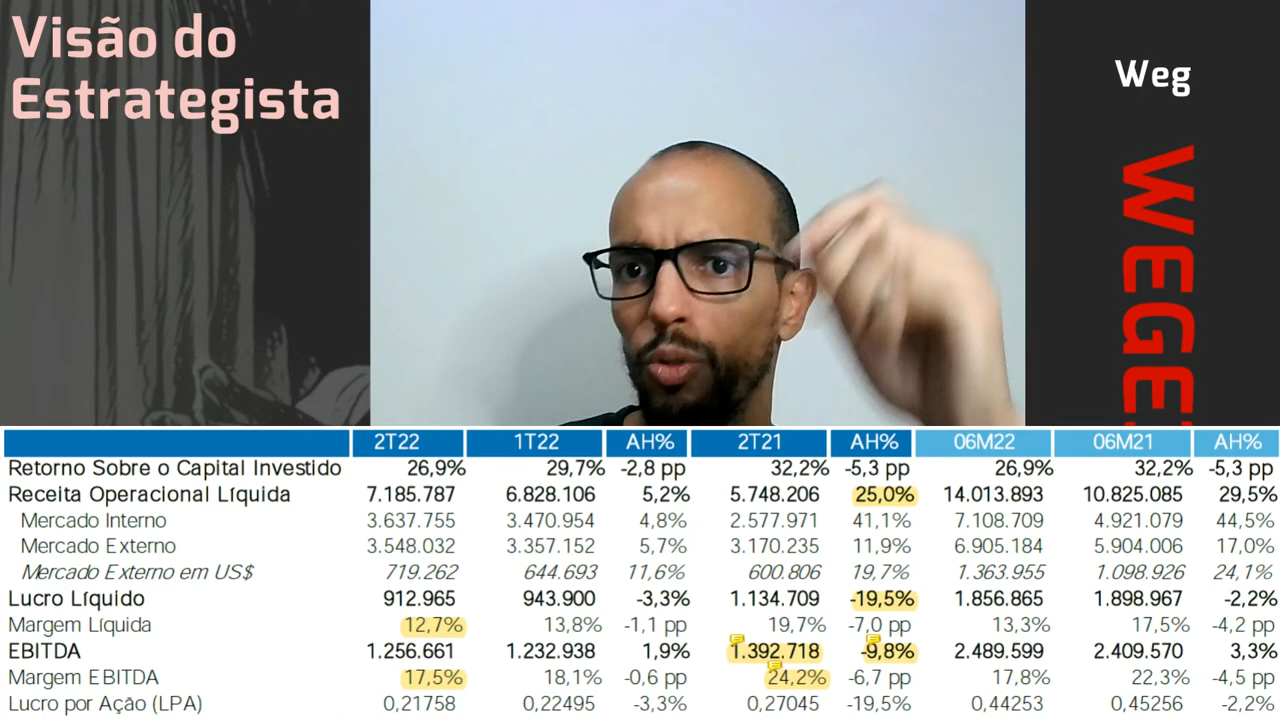 Visão do
Estrategista
Weg
WEGE
2T22 1T22 AH% 2T21 AH% 06M22 06M21 AH%
Retorno Sobre o Capital Investido 26,9% 29,7% -2,8 pp 32,2% -5,3 pp 26,9% 32,2% -5,3 pp
Receita Operacional Líquida 7.185.787 6.828.106 5,2% 5.748.206 25,0% 14.013.893 10.825.085 29,5%
Mercado Interno 3.637.755 3.470.954 4,8% 2.577.971 41,1% 7.108.709 4.921.079 44,5%
Mercado Externo 3.548.032 3.357.152 5,7% 3.170.235 11,9% 6.905.184 5.904.006 17,0%
Mercado Externo em US$ 719.262 644.693 11,6% 600.806 19,7% 1.363.955 1.098.926 24,1%
Lucro Líquido 912.965 943.900 -3,3% 1.134.709 -19,5% 1.856.865 1.898.967 -2,2%
Margem Líquida 12,7% 13,8% -1,1 pp 19,7% -7,0 pp 13,3% 17,5% -4,2 pp
EBITDA 1.256.661 1.232.938 1,9% 1.392.718 -9,8% 2.489.599 2.409.570 3,3%
Margem EBITDA 17,5% 18,1% -0,6 pp 24,2% -6,7 pp 17,8% 22,3% -4,5 pp
Lucro por Ação (LPA) 0,21758 0,22495 -3,3% 0,27045 -19,5% 0,44253 0,45256 -2,2%